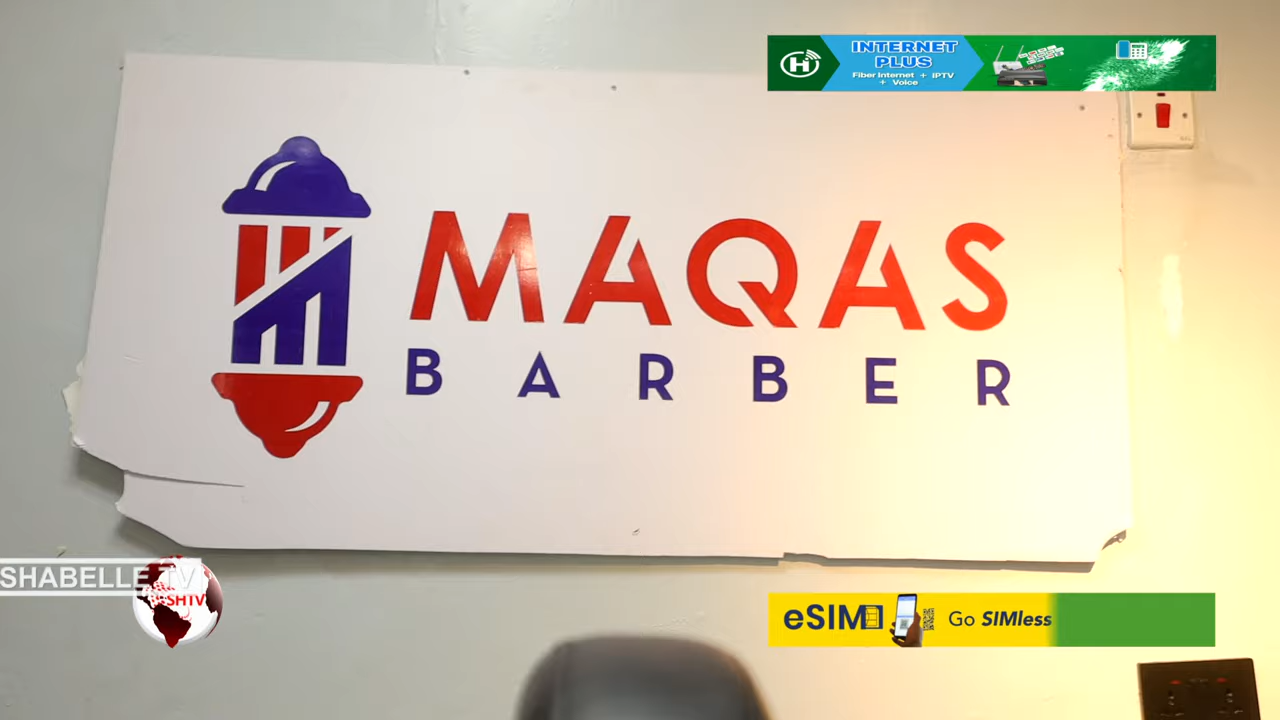 INTERNET
PLUS
Fiber Internet + IPTV
+ Voice
MAQAS
BARBER
SHABELLE TV
SHTV
eSIM Go SIMless